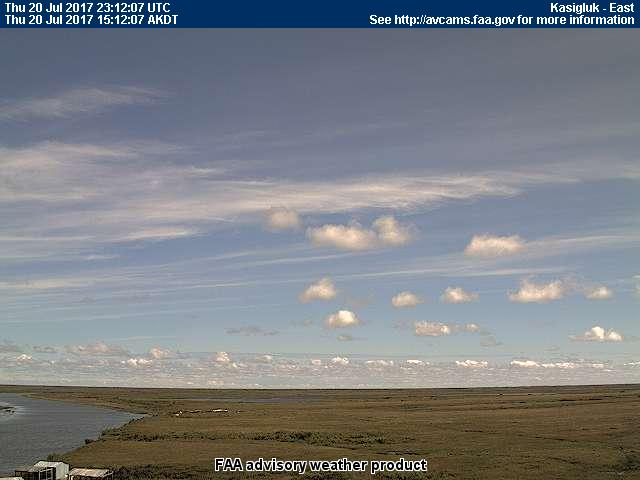 Thu 20 Jul 2017 23:12:07 UTC
Kasigluk - East
Thu 20 Jul 2017 15:12:07 AKDT
See http://avcams.faa.gov for more information
FAA advisory weather product